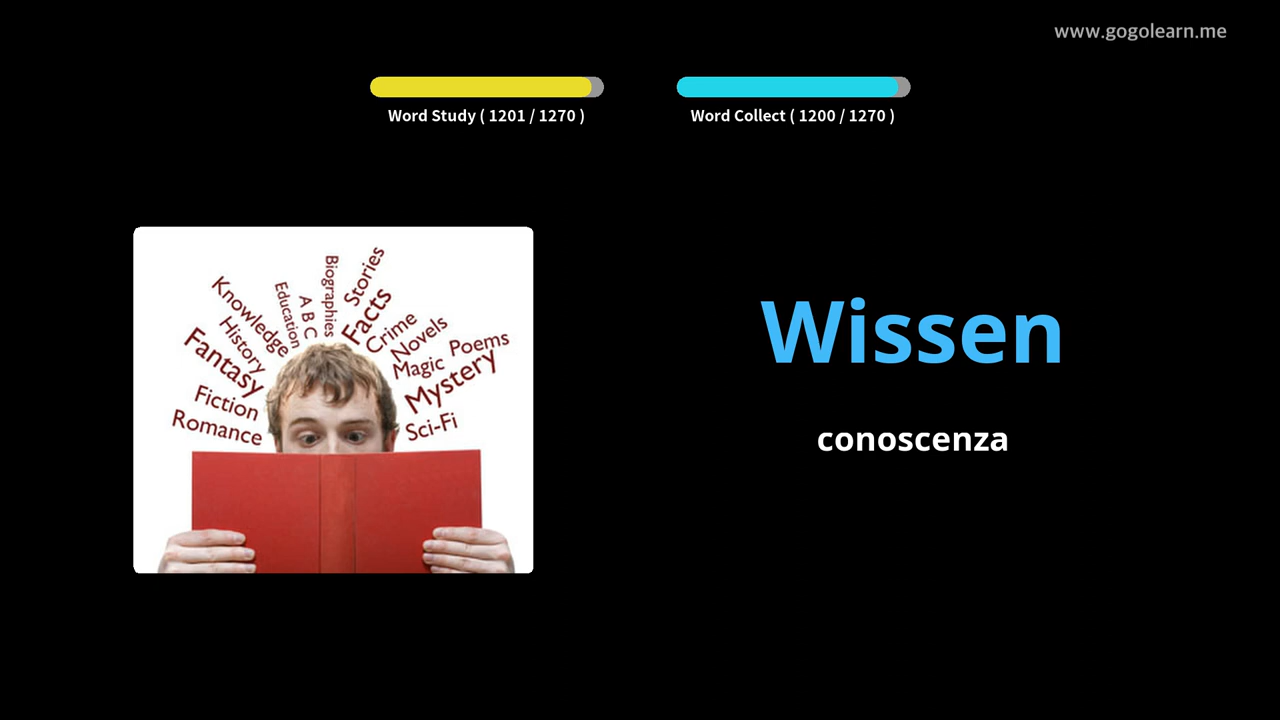 www.gogolearn.me
Word Study ( 1201 / 1270 )
Word Collect ( 1200 / 1270 )
Romance
Fiction
Fantasy
History
Knowledge
Education
A B C
Biographies
Stories
Facts
Crime
Novels
Magic
Poems
Mystery
Sci-Fi
Wissen
conoscenza